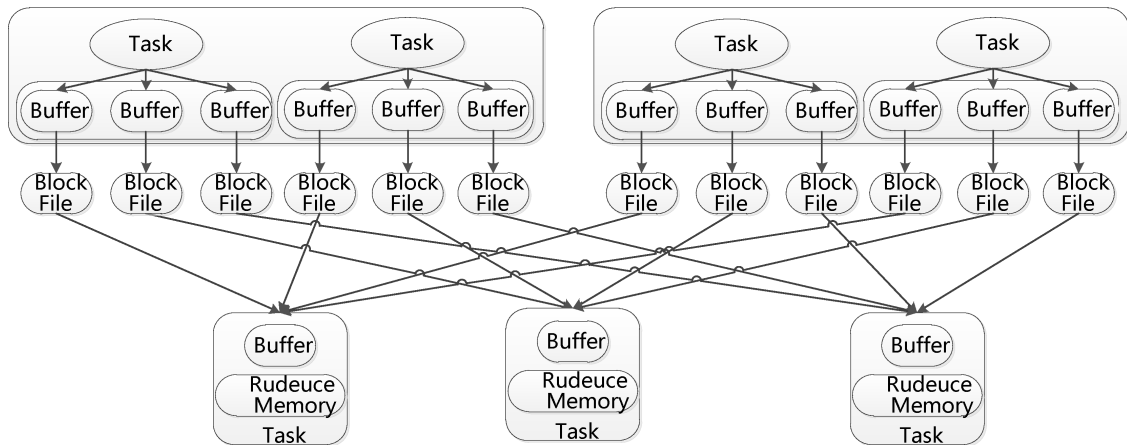 Task Task Task Task
Buffer Buffer Buffer Buffer Buffer Buffer Buffer Buffer Buffer Buffer Buffer Buffer
Block Block Block Block Block Block Block Block Block Block Block Block
File File File File File File File File File File File File
Buffer Buffer Buffer
Rudeuce Rudeuce Rudeuce
Memory Memory Memory
Task Task Task